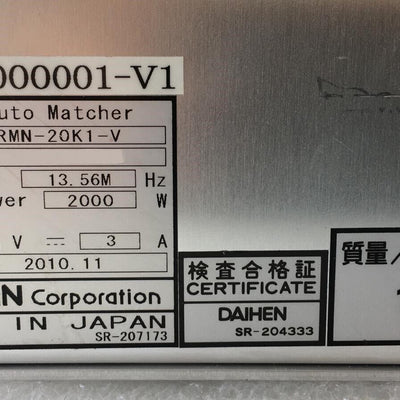 000001-V1
uto Matcher
RMN-20K1-V
13.56M Hz
wer 2000 W
V ⎓ 3 A
2010.11
N Corporation
IN JAPAN
SR-207173
検査合格証
CERTIFICATE
DAIHEN
SR-204333
質量/